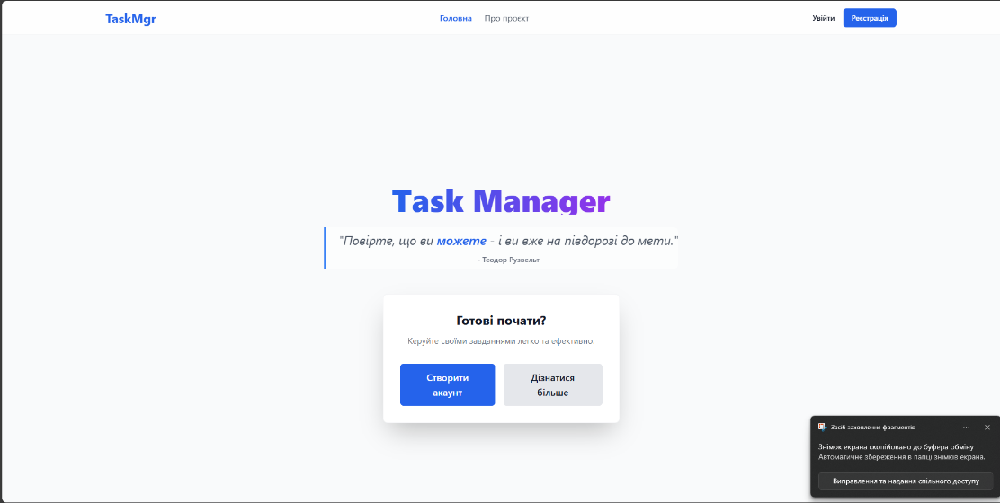 TaskMgr
Головна
Про проєкт
Увійти
Реєстрація
Task Manager
"Повірте, що ви можете - і ви вже на півдорозі до мети."
- Теодор Рузвельт
Готові почати?
Керуйте своїми завданнями легко та ефективно.
Створити
акаунт
Дізнатися
більше
Засіб захоплення фрагментів
Знімок екрана скопійовано до буфера обміну
Автоматичне збереження в папці знімків екрана.
Виправлення та надання спільного доступу